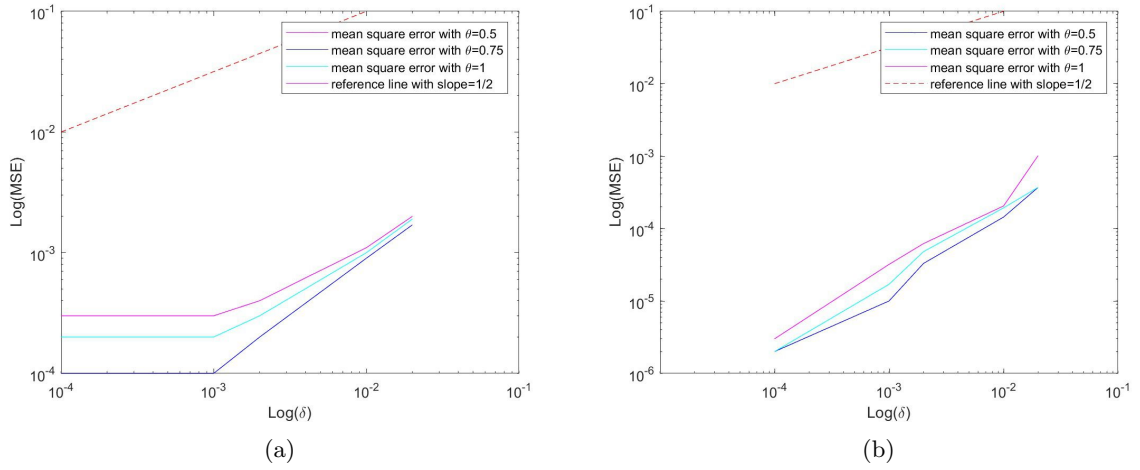 10^-1
10^-2
10^-3
10^-4
Log(MSE)
10^-4
10^-3
10^-2
10^-1
Log(δ)
mean square error with θ=0.5
mean square error with θ=0.75
mean square error with θ=1
reference line with slope=1/2
(a)
10^-1
10^-2
10^-3
10^-4
10^-5
10^-6
Log(MSE)
10^-4
10^-3
10^-2
10^-1
Log(δ)
mean square error with θ=0.5
mean square error with θ=0.75
mean square error with θ=1
reference line with slope=1/2
(b)